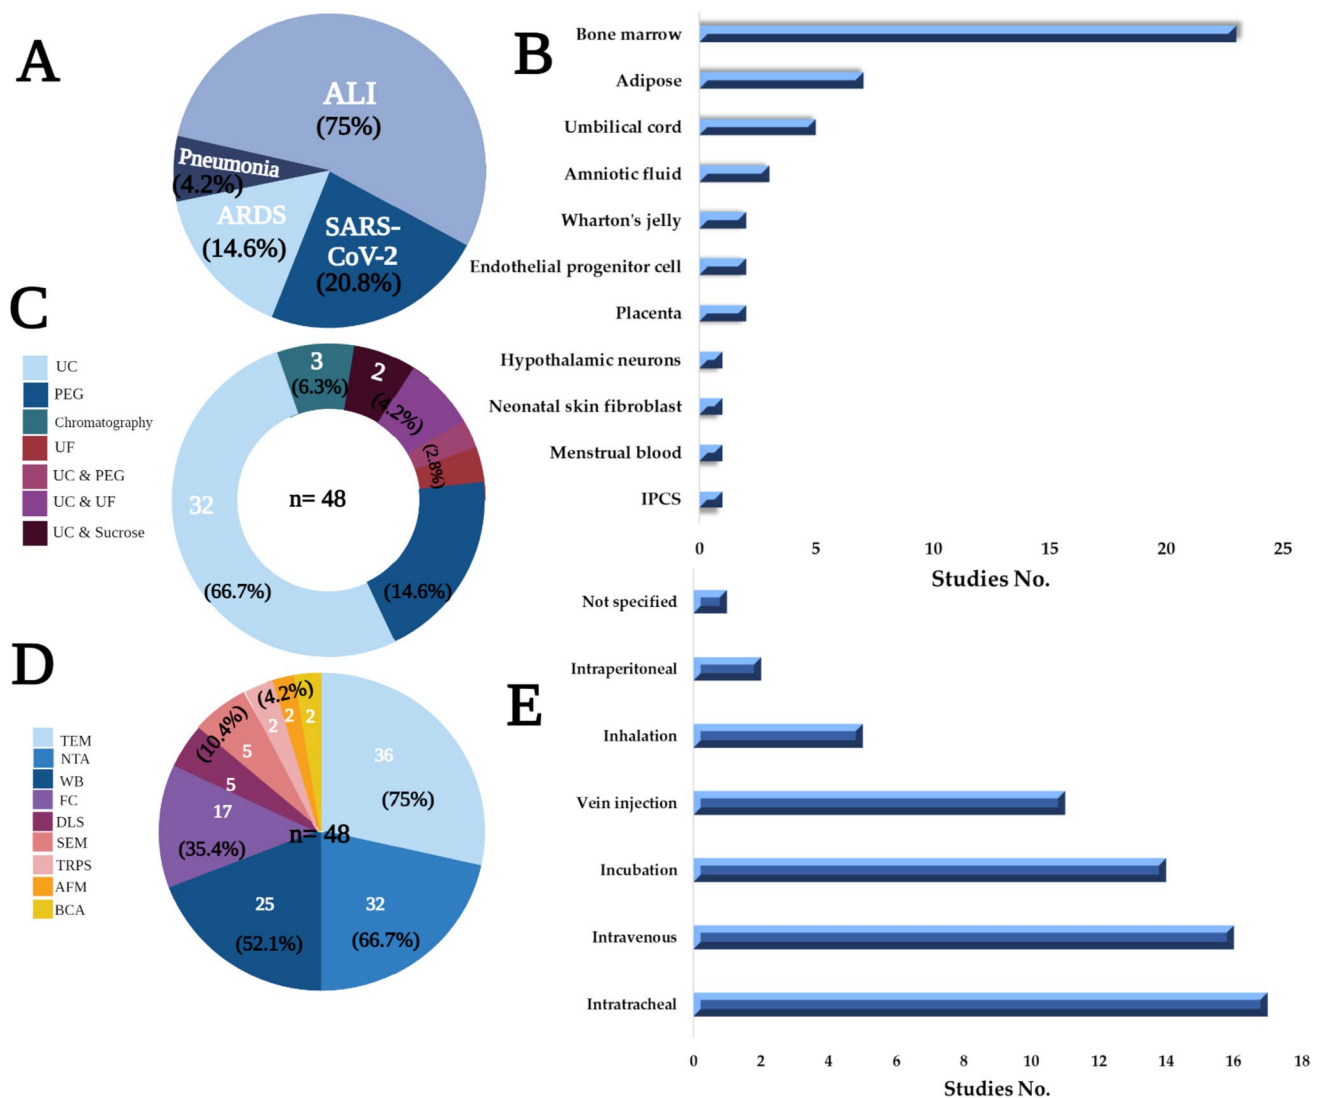 A
ALI
(75%)
Pneumonia
(4.2%)
ARDS
(14.6%)
SARS-
CoV-2
(20.8%)
B
Bone marrow
Adipose
Umbilical cord
Amniotic fluid
Wharton's jelly
Endothelial progenitor cell
Placenta
Hypothalamic neurons
Neonatal skin fibroblast
Menstrual blood
IPCS
0 5 10 15 20 25
Studies No.
C
UC
PEG
Chromatography
UF
UC & PEG
UC & UF
UC & Sucrose
3
(6.3%)
2
(4.2%)
(2.8%)
32
n= 48
(66.7%)
(14.6%)
D
TEM
NTA
WB
FC
DLS
SEM
TRPS
AFM
BCA
(4.2%)
2
2
2
(10.4%)
5
5
17
(35.4%)
36
(75%)
n= 48
25
(52.1%)
32
(66.7%)
E
Not specified
Intraperitoneal
Inhalation
Vein injection
Incubation
Intravenous
Intratracheal
0 2 4 6 8 10 12 14 16 18
Studies No.